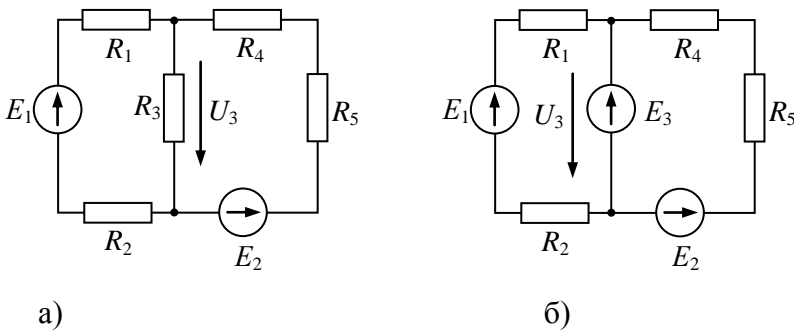 R1 R4 R1 R4
E1 R3 U3 R5 E1 U3 E3 R5
R2 E2 R2 E2
а) б)